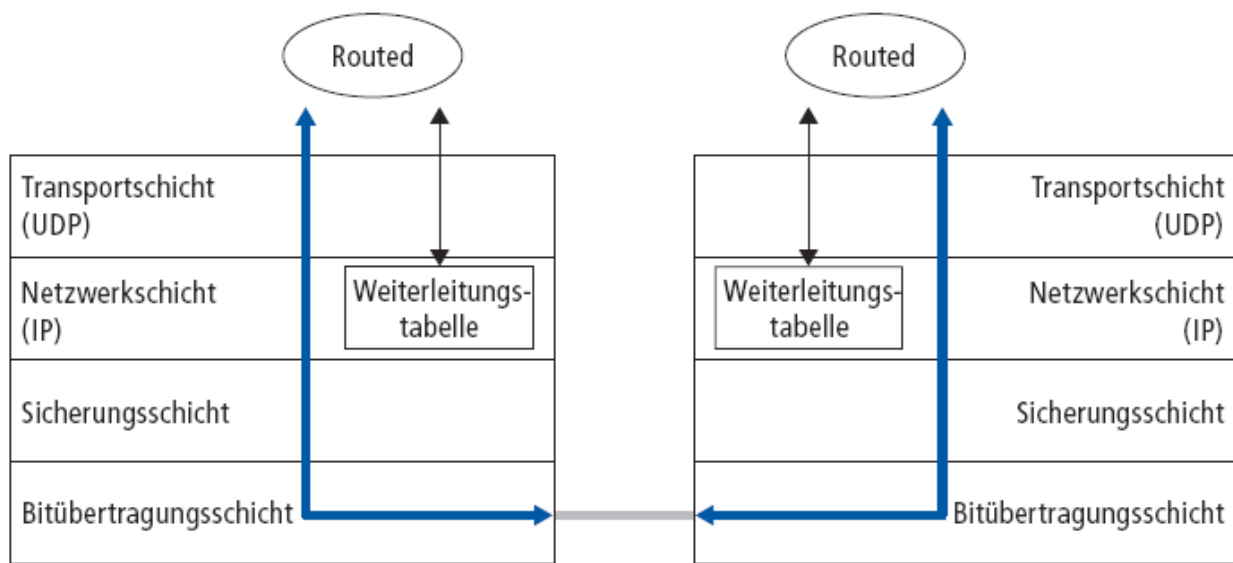 Routed
Routed
Transportschicht
(UDP)
Transportschicht
(UDP)
Netzwerkschicht
(IP)
Weiterleitungs-
tabelle
Weiterleitungs-
tabelle
Netzwerkschicht
(IP)
Sicherungsschicht
Sicherungsschicht
Bitübertragungsschicht
Bitübertragungsschicht